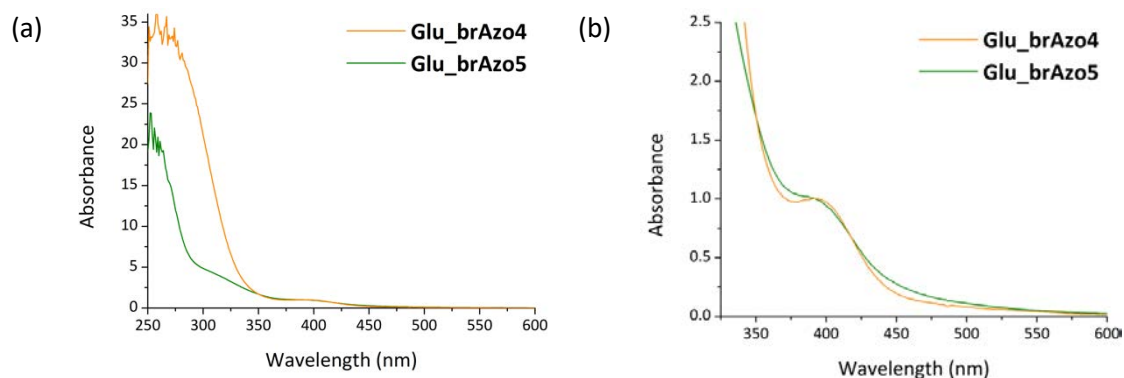 (a)
35
30
25
20
15
10
5
0
Absorbance
250 300 350 400 450 500 550 600
Wavelength (nm)
Glu_brAzo4
Glu_brAzo5
(b)
2.5
2.0
1.5
1.0
0.5
0.0
Absorbance
350 400 450 500 550 600
Wavelength (nm)
Glu_brAzo4
Glu_brAzo5